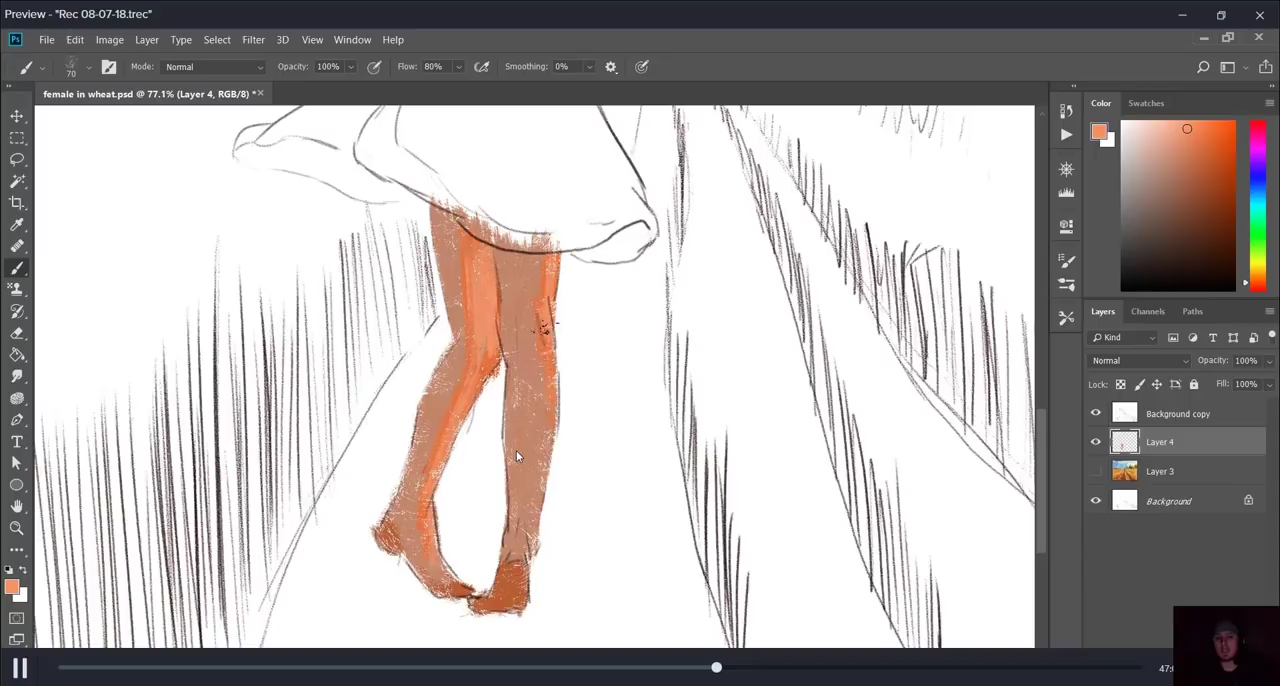 Preview - "Rec 08-07-18.trec"
Ps File Edit Image Layer Type Select Filter 3D View Window Help
70 Mode: Normal Opacity: 100% Flow: 80% Smoothing: 0%
female in wheat.psd @ 77.1% (Layer 4, RGB/8) *
Color Swatches
Layers Channels Paths
Kind
Normal Opacity: 100%
Lock: Fill: 100%
Background copy
Layer 4
Layer 3
Background